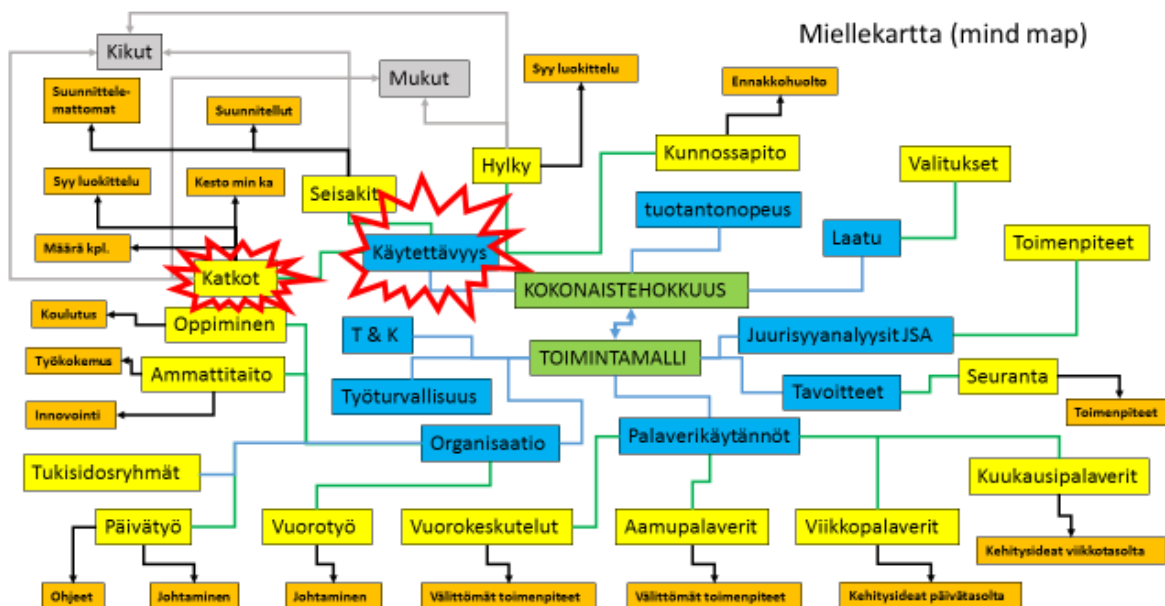 Miellekartta (mind map)
Kikut
Mukut
Syy luokittelu
Ennakkohuolto
Suunnittele-
mattomat
Suunnitellut
Hylky
Kunnossapito
Valitukset
Syy luokittelu
Kesto min ka
Seisakit
tuotantonopeus
Laatu
Toimenpiteet
Määrä kpl.
Katkot
Käytettävyys
KOKONAISTEHOKKUUS
Koulutus
Oppiminen
T & K
Juurisyyanalyysit JSA
TOIMINTAMALLI
Työkokemus
Ammattitaito
Työturvallisuus
Tavoitteet
Seuranta
Innovointi
Toimenpiteet
Organisaatio
Palaverikäytännöt
Tukisidosryhmät
Kuukausipalaverit
Päivätyö
Vuorotyö
Vuorokeskutelut
Aamupalaverit
Viikkopalaverit
Kehitysideat viikkotasolta
Ohjeet
Johtaminen
Johtaminen
Välittömät toimenpiteet
Välittömät toimenpiteet
Kehitysideat päivätasolta